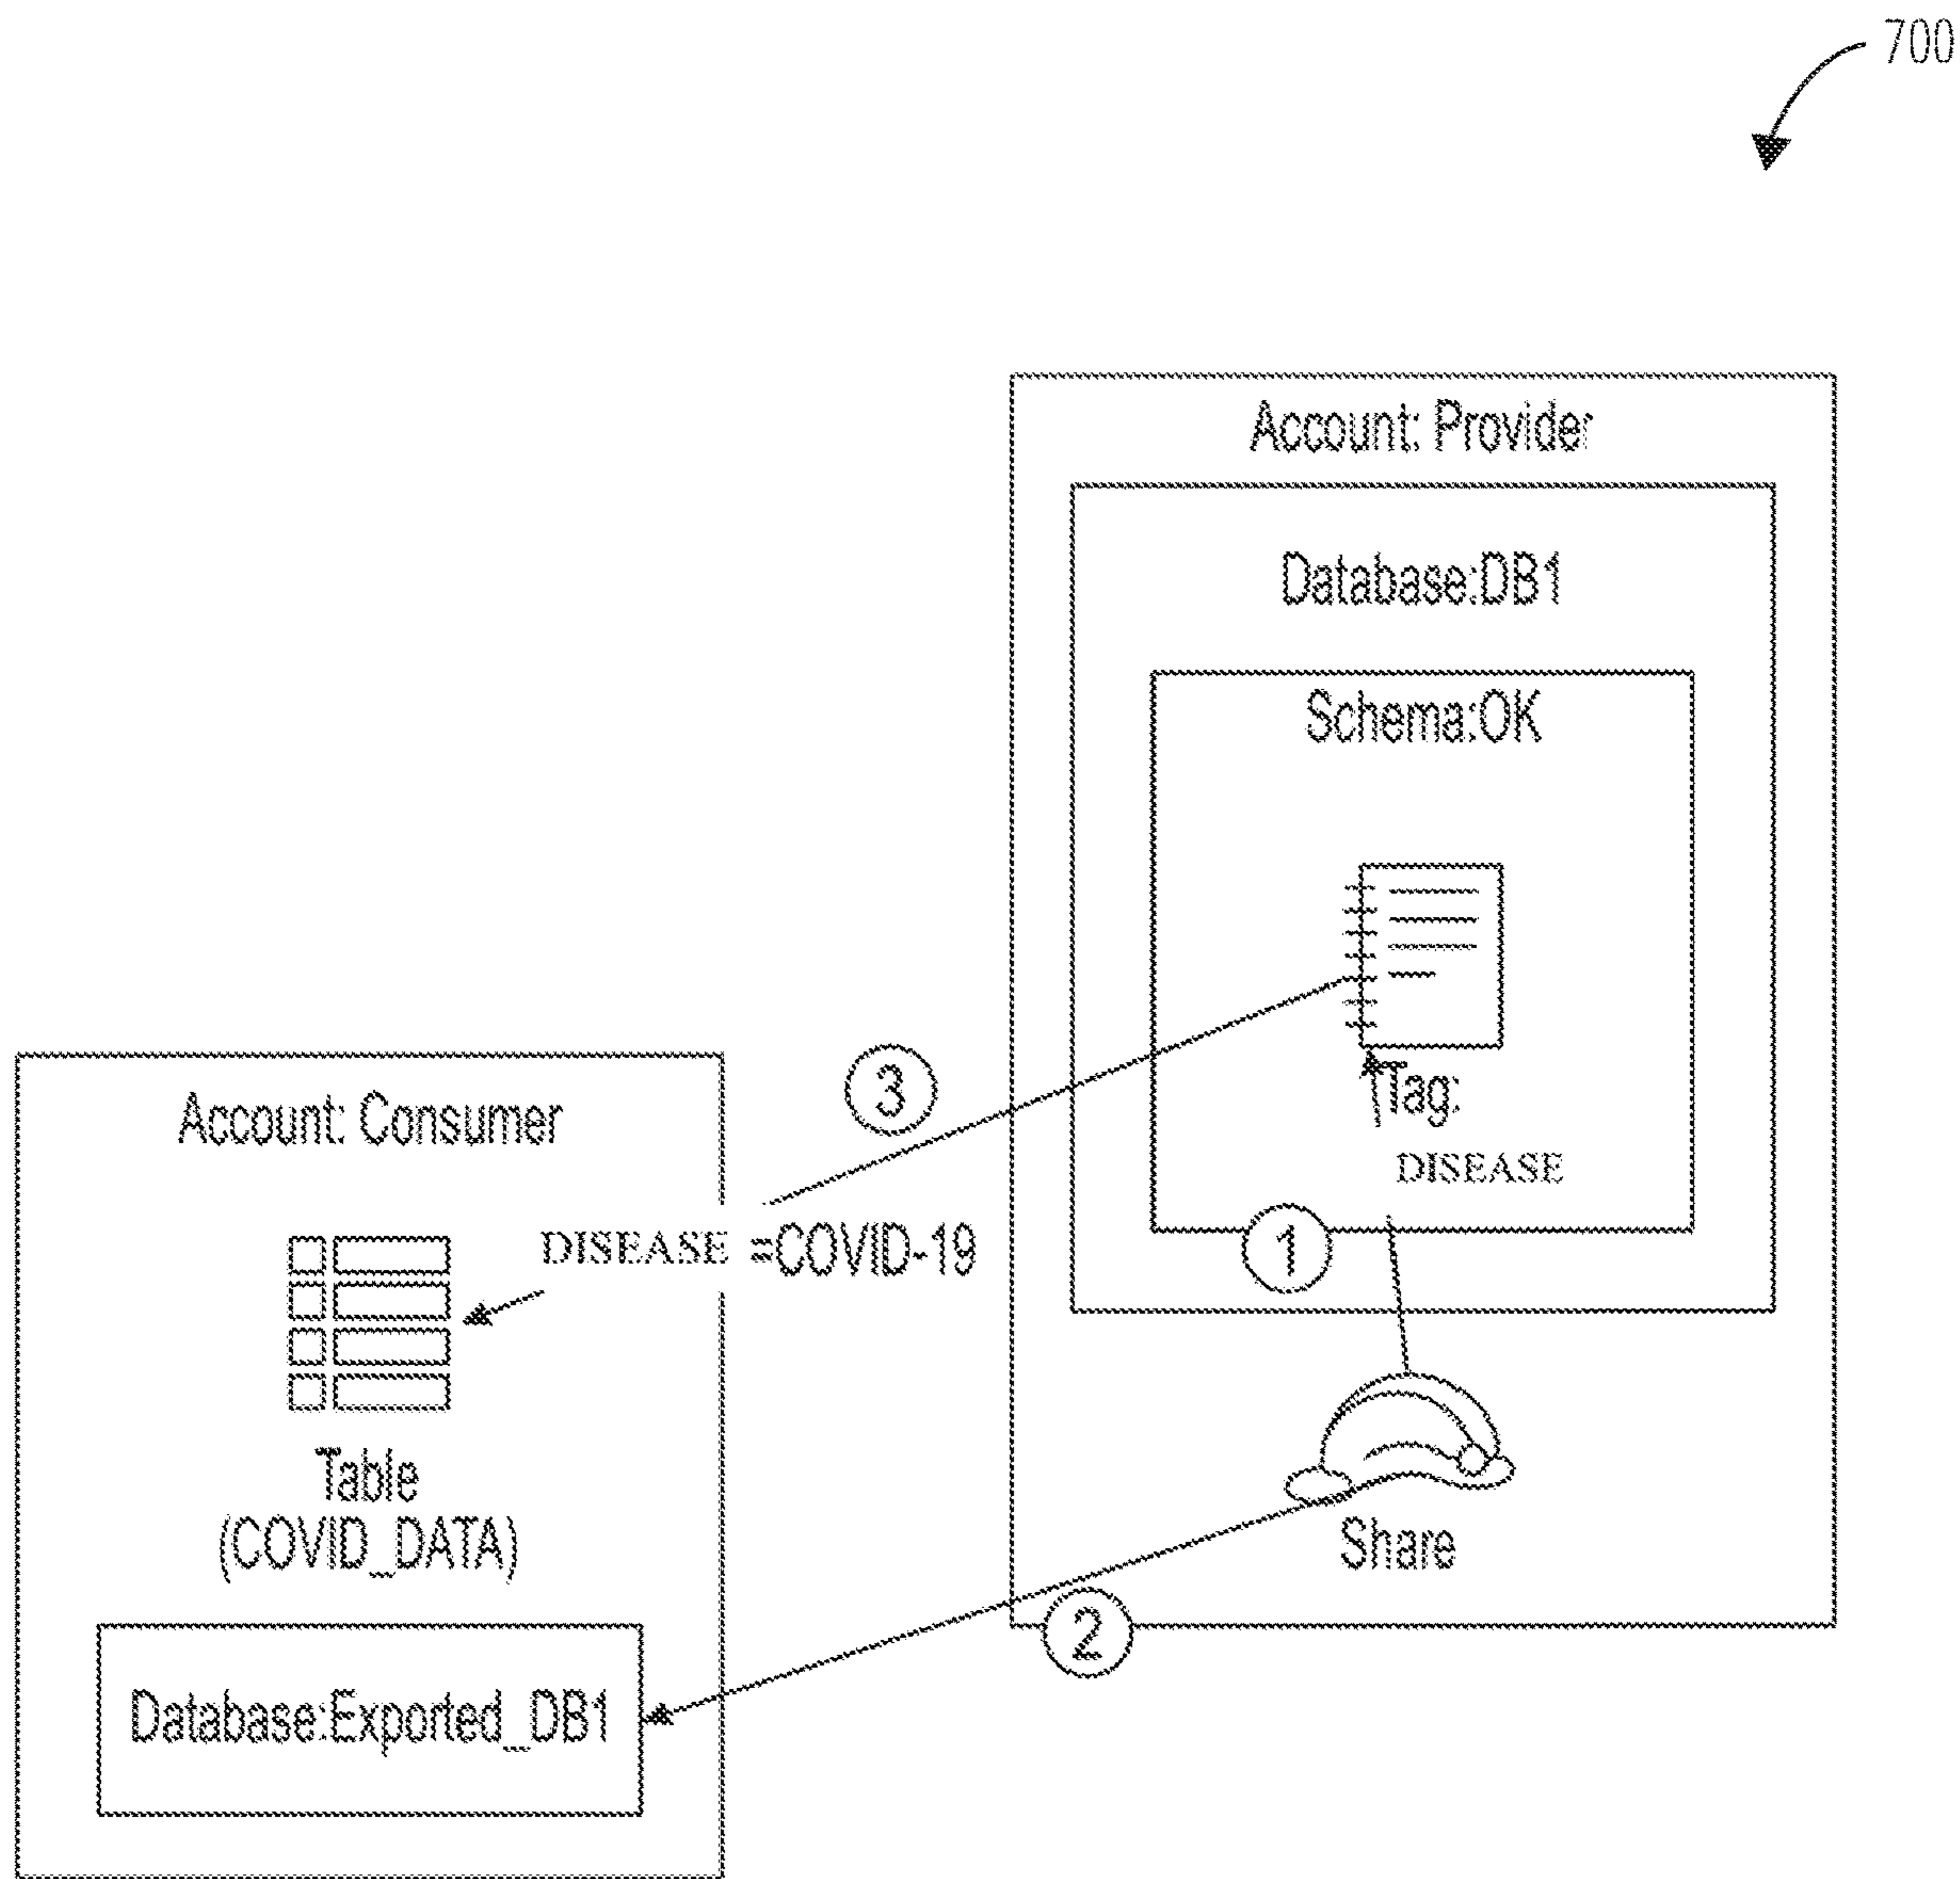 700
Account: Provider
Database:DB1
Schema:OK
Tag:
DISEASE
1
Share
2
3
Account: Consumer
DISEASE =COVID-19
Table
(COVID_DATA)
Database:Exported_DB1